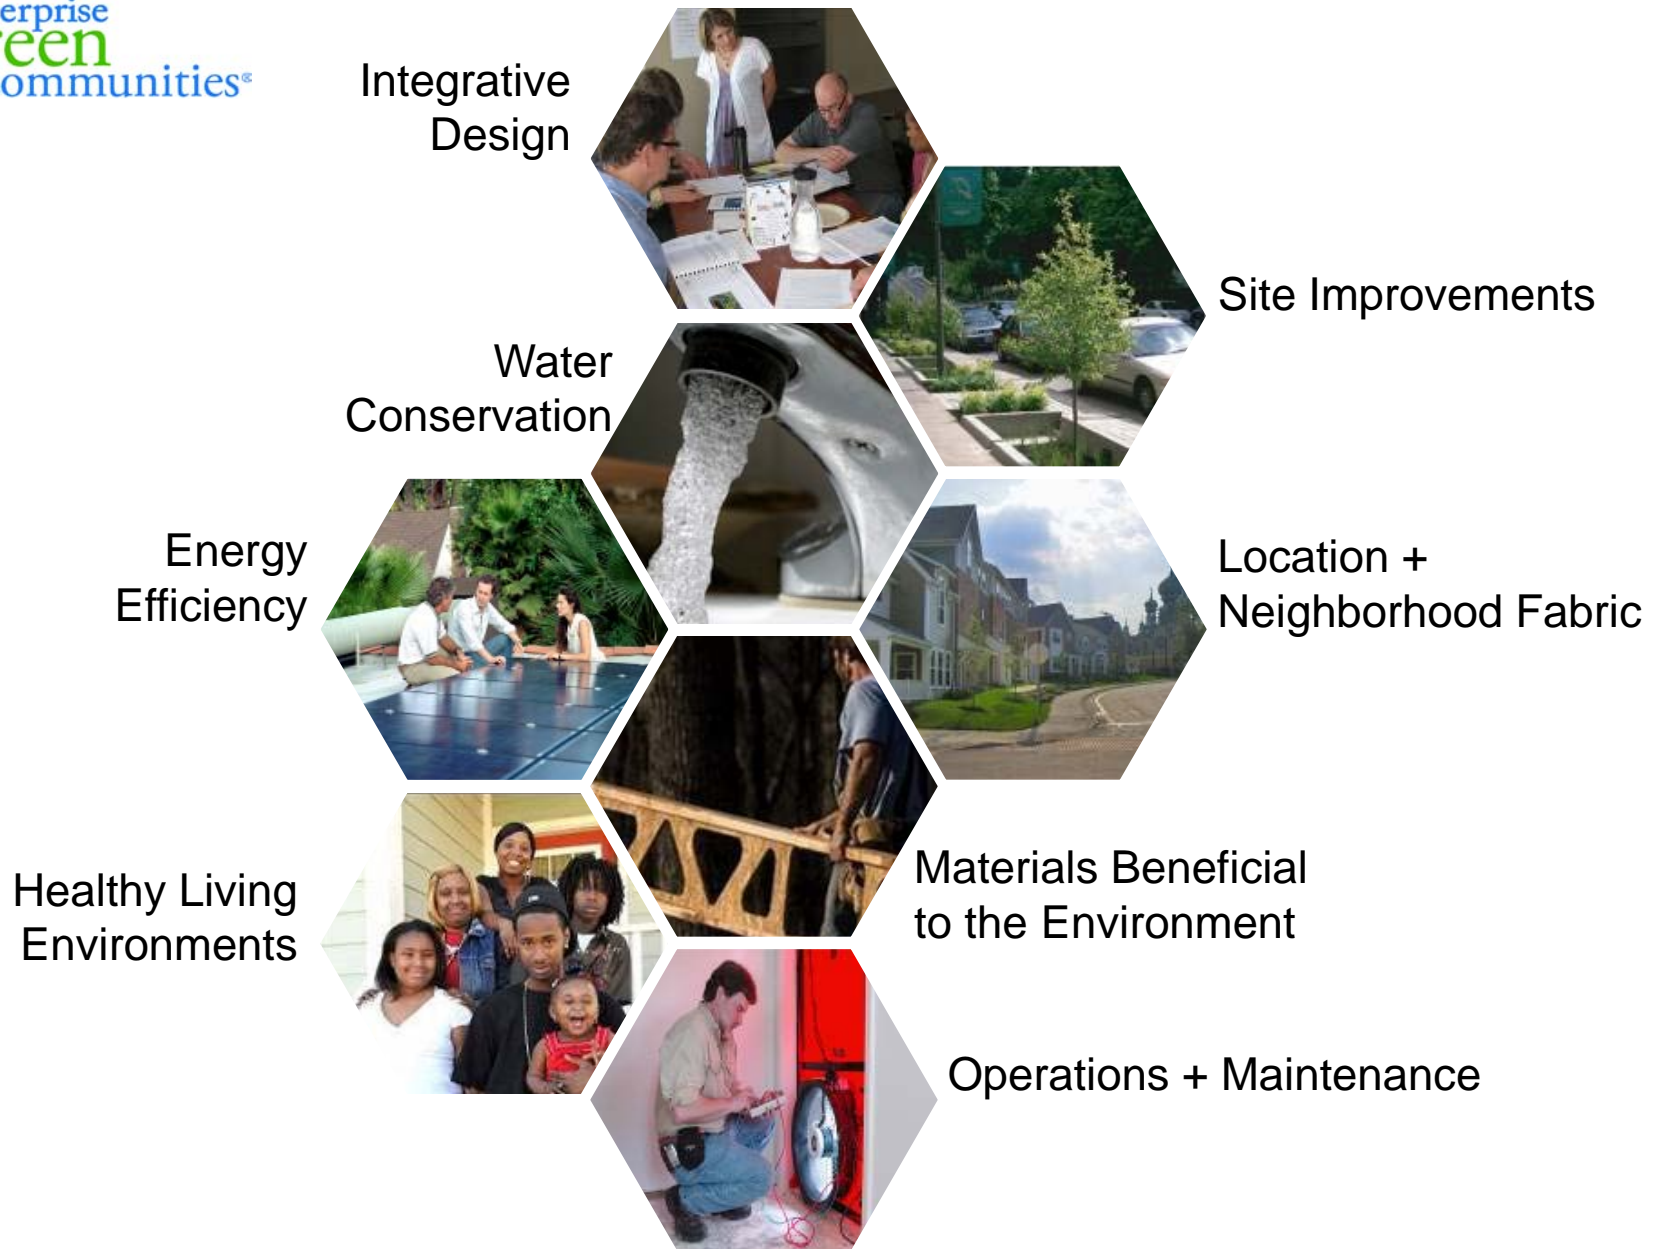 erprise
reen
ommunities®
Integrative
Design
Site Improvements
Water
Conservation
Energy
Efficiency
Location +
Neighborhood Fabric
Healthy Living
Environments
Materials Beneficial
to the Environment
Operations + Maintenance